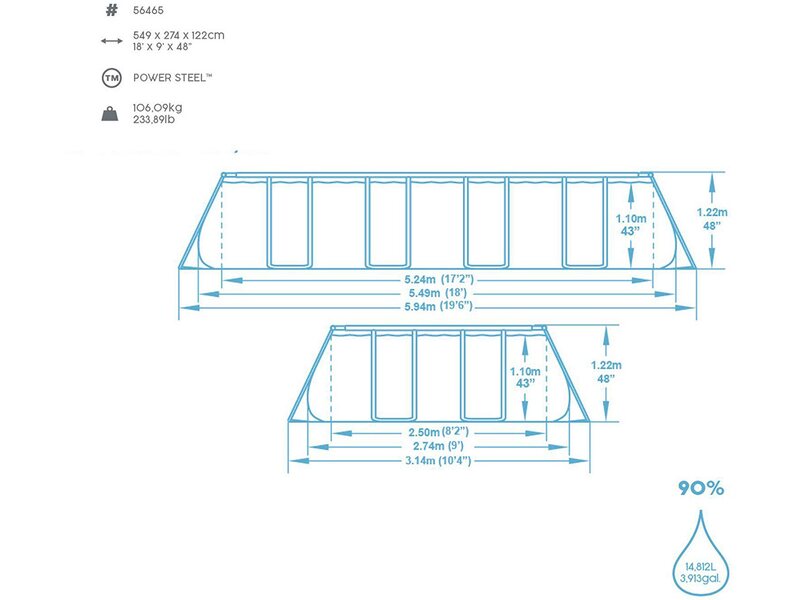 # 56465
549 x 274 x 122cm
18' x 9' x 48"
TM POWER STEEL™
106,09kg
233,89lb
1.10m
43"
1.22m
48"
5.24m (17'2")
5.49m (18')
5.94m (19'6")
1.10m
43"
1.22m
48"
2.50m (8'2")
2.74m (9')
3.14m (10'4")
90%
14,812L
3,913gal.